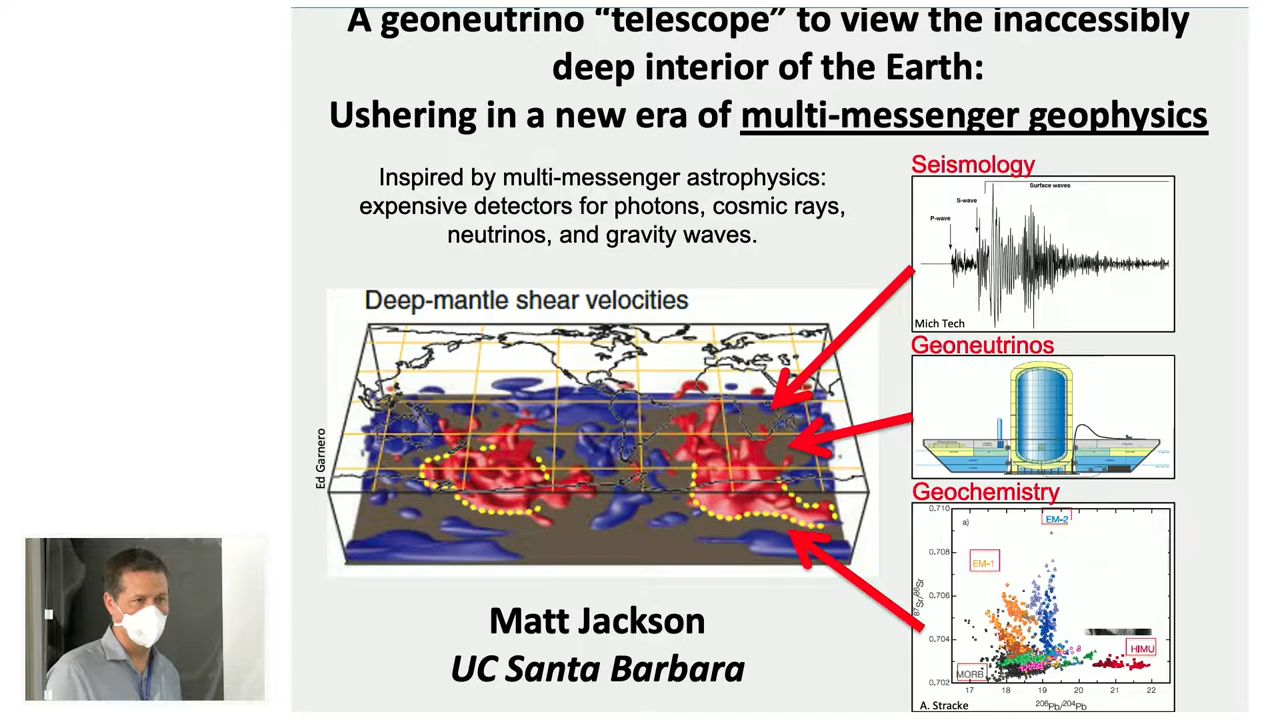 A geoneutrino “telescope” to view the inaccessibly
deep interior of the Earth:
Ushering in a new era of multi-messenger geophysics
Inspired by multi-messenger astrophysics:
expensive detectors for photons, cosmic rays,
neutrinos, and gravity waves.
Deep-mantle shear velocities
Ed Garnero
Matt Jackson
UC Santa Barbara
Seismology
Surface waves
S-wave
P-wave
Mich Tech
Geoneutrinos
Geochemistry
0.710
a)
EM-2
0.708
EM-1
0.706
87Sr/86Sr
0.704
HIMU
MORB
0.702
17 18 19 20 21 22
A. Stracke
206Pb/204Pb